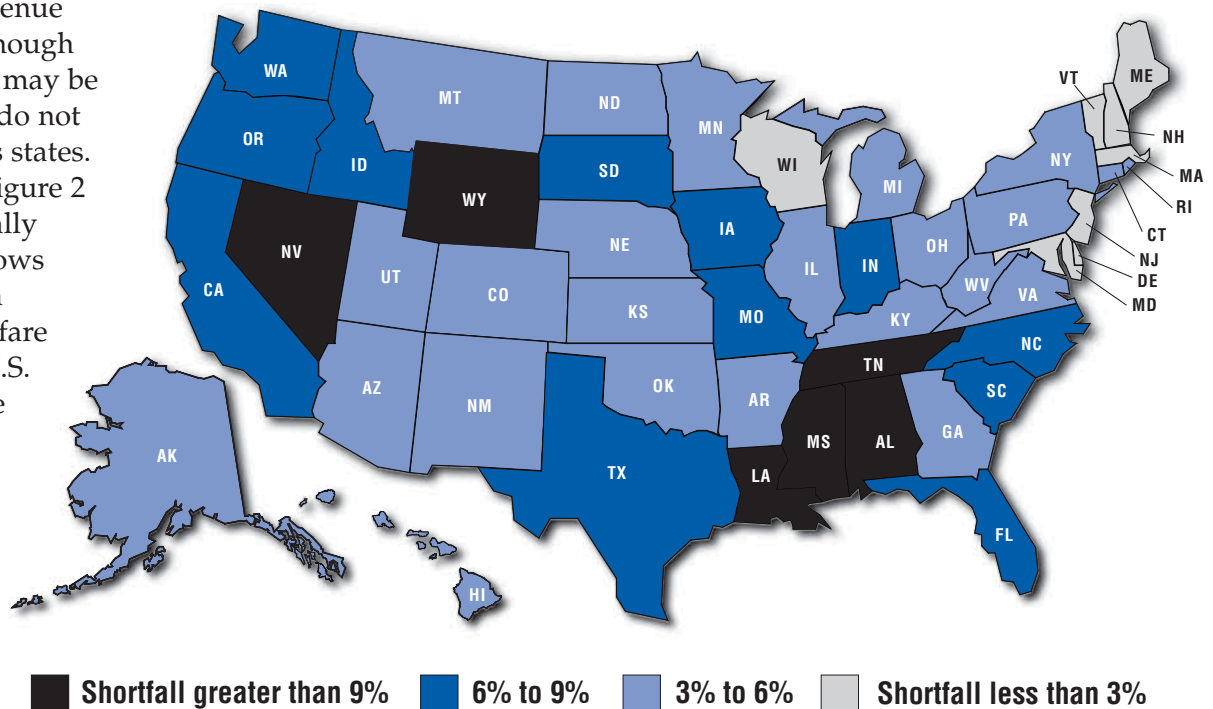 enue
nough
may be
do not
s states.
igure 2
lly
ows
fare
.S.
e
WA
OR
ID
MT
ND
MN
WI
MI
SD
WY
NV
CA
UT
CO
NE
KS
IA
MO
IL
IN
OH
KY
WV
PA
NY
VT
ME
NH
MA
RI
CT
NJ
DE
MD
VA
NC
SC
TN
GA
AL
MS
LA
AR
OK
TX
NM
AZ
FL
AK
HI
Shortfall greater than 9%
6% to 9%
3% to 6%
Shortfall less than 3%